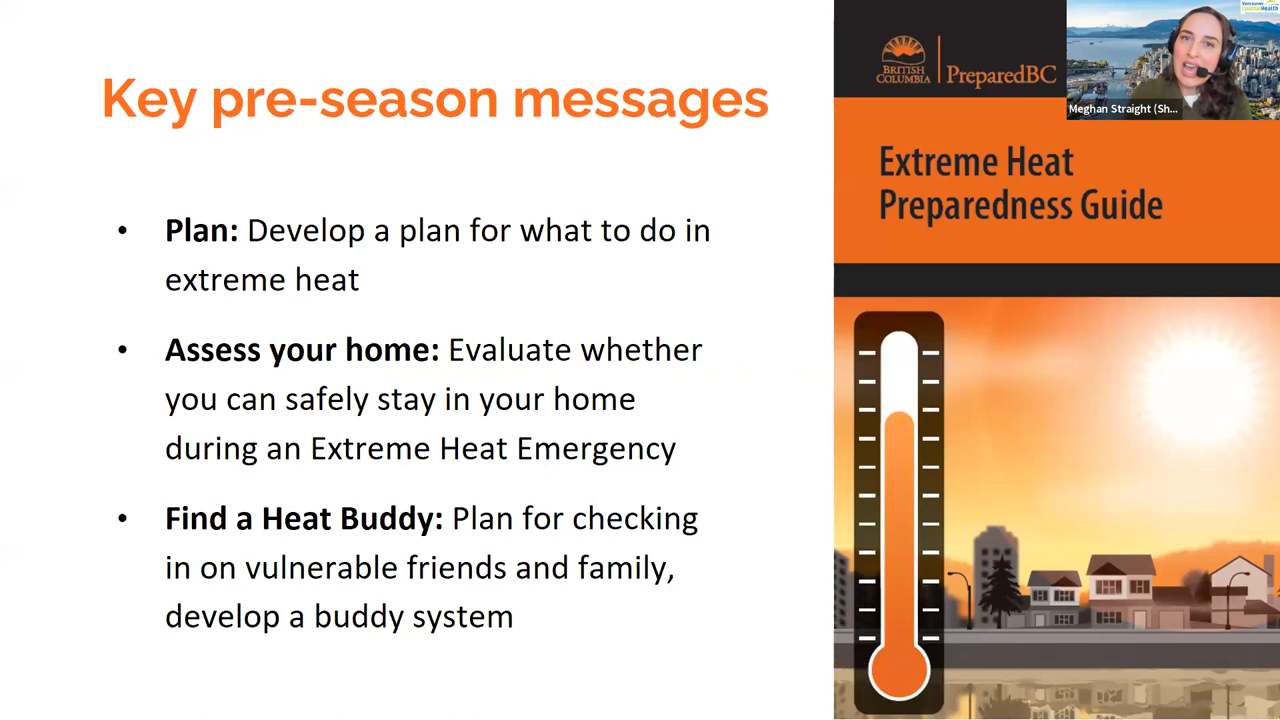 Key pre-season messages
• Plan: Develop a plan for what to do in
extreme heat
• Assess your home: Evaluate whether
you can safely stay in your home
during an Extreme Heat Emergency
• Find a Heat Buddy: Plan for checking
in on vulnerable friends and family,
develop a buddy system
BRITISH
COLUMBIA
PreparedBC
Extreme Heat
Preparedness Guide
Vancouver
CoastalHealth
Meghan Straight (Sh...